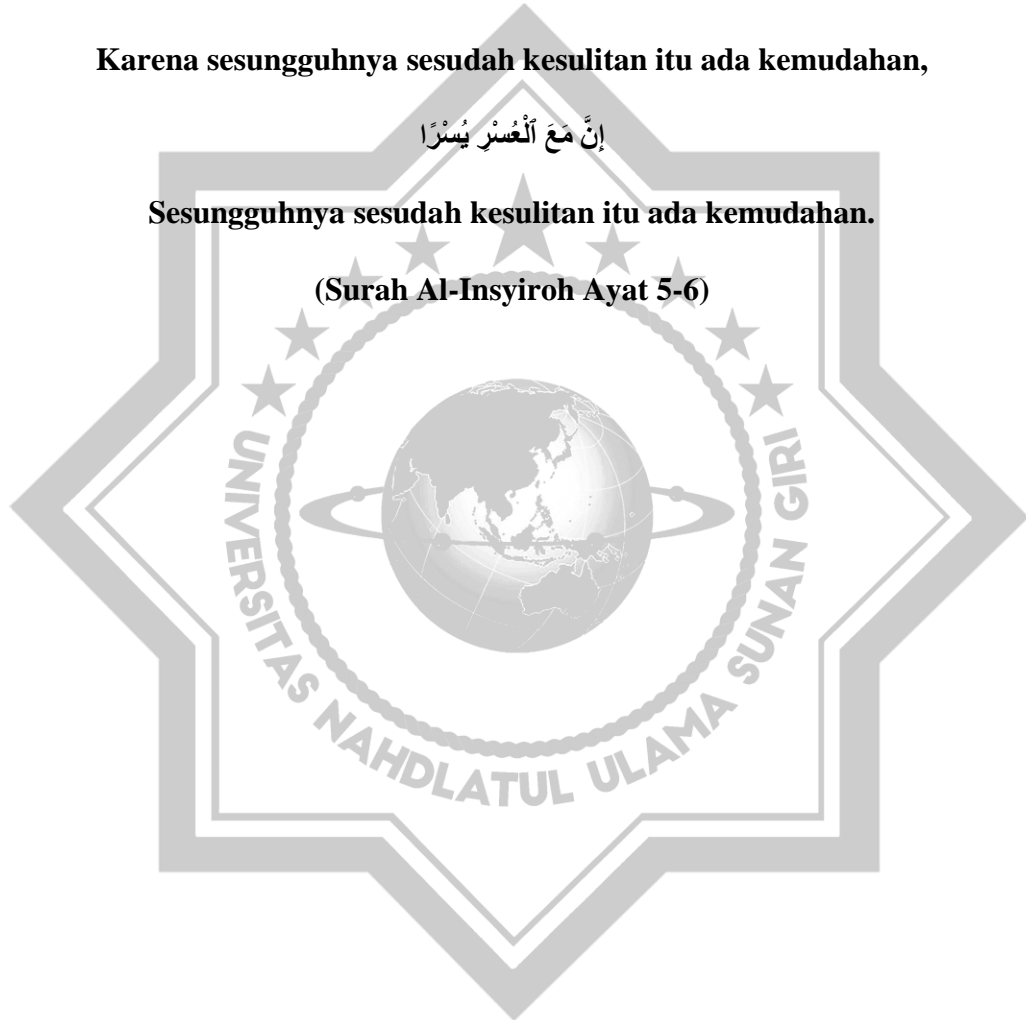 Karena sesungguhnya sesudah kesulitan itu ada kemudahan,
إِنَّ مَعَ ٱلْعُسْرِ يُسْرًا
Sesungguhnya sesudah kesulitan itu ada kemudahan.
(Surah Al-Insyiroh Ayat 5-6)
UNIVERSITAS NAHDLATUL ULAMA SUNAN GIRI